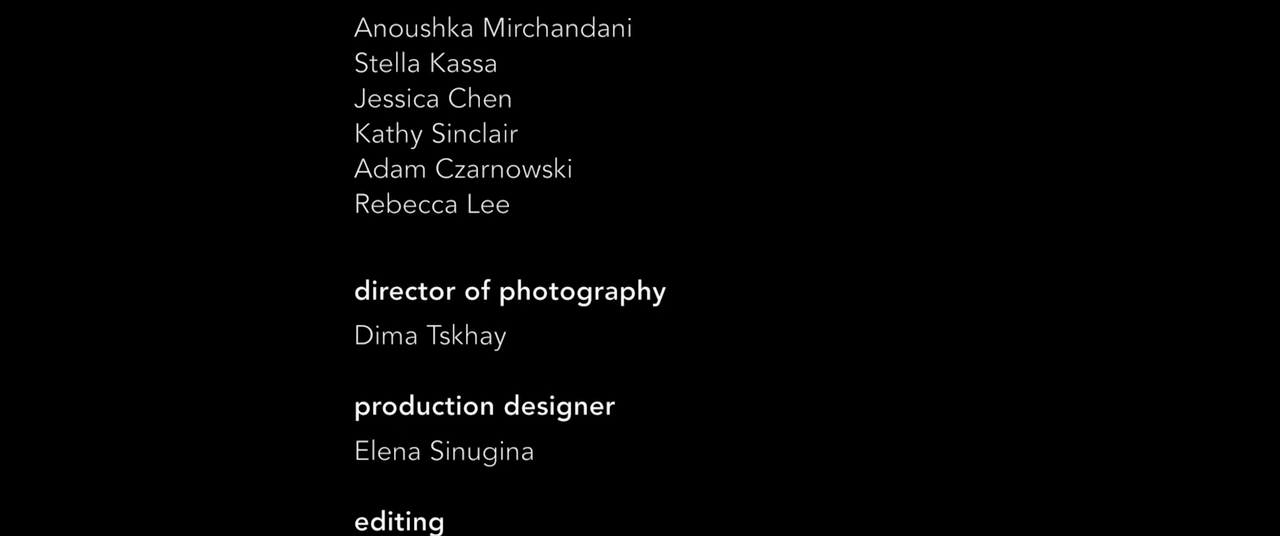 Anoushka Mirchandani
Stella Kassa
Jessica Chen
Kathy Sinclair
Adam Czarnowski
Rebecca Lee
director of photography
Dima Tskhay
production designer
Elena Sinugina
editing